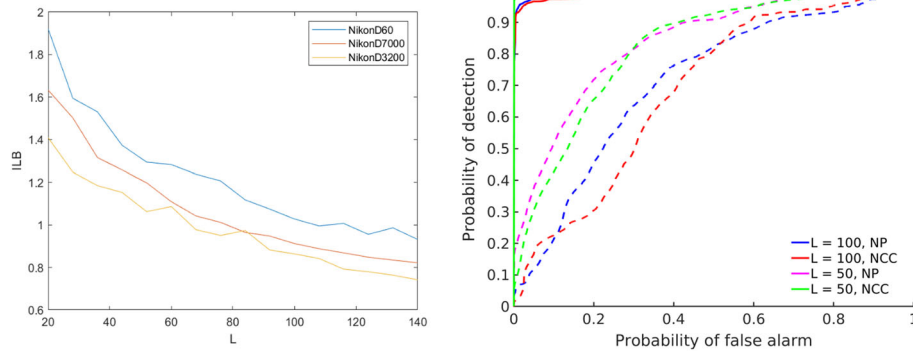 NikonD60
NikonD7000
NikonD3200
2
1.8
1.6
1.4
1.2
1
0.8
0.6
ILB
20 40 60 80 100 120 140
L
0.9
0.8
0.7
0.6
0.5
0.4
0.3
0.2
0.1
0
Probability of detection
L = 100, NP
L = 100, NCC
L = 50, NP
L = 50, NCC
0 0.2 0.4 0.6 0.8 1
Probability of false alarm